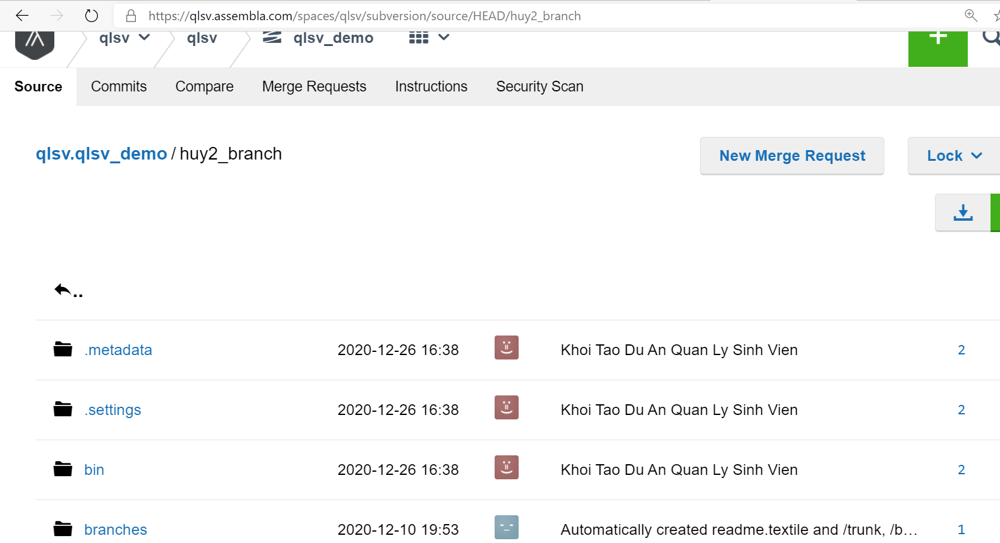 https://qlsv.assembla.com/spaces/qlsv/subversion/source/HEAD/huy2_branch
qlsv qlsv qlsv_demo
Source Commits Compare Merge Requests Instructions Security Scan
qlsv.qlsv_demo / huy2_branch New Merge Request Lock
..
.metadata 2020-12-26 16:38 Khoi Tao Du An Quan Ly Sinh Vien 2
.settings 2020-12-26 16:38 Khoi Tao Du An Quan Ly Sinh Vien 2
bin 2020-12-26 16:38 Khoi Tao Du An Quan Ly Sinh Vien 2
branches 2020-12-10 19:53 Automatically created readme.textile and /trunk, /b… 1